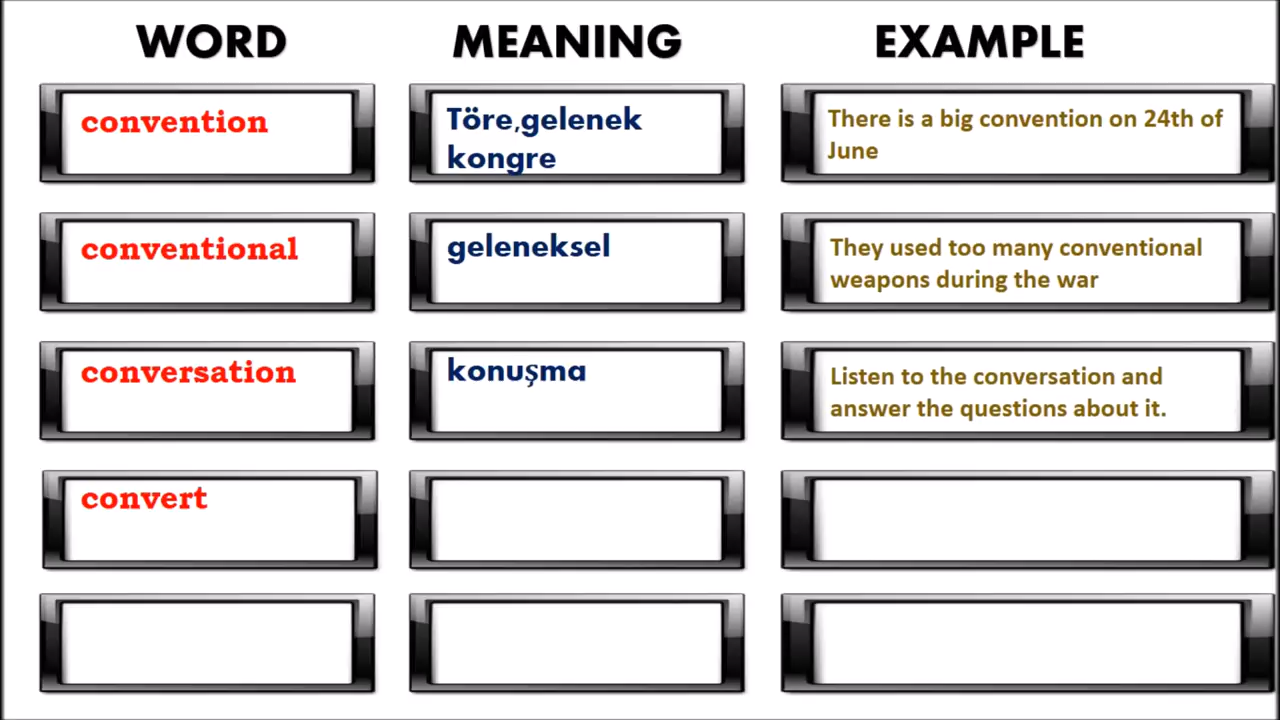 WORD MEANING EXAMPLE
convention
Töre,gelenek
kongre
There is a big convention on 24th of
June
conventional
geleneksel
They used too many conventional
weapons during the war
conversation
konuşma
Listen to the conversation and
answer the questions about it.
convert